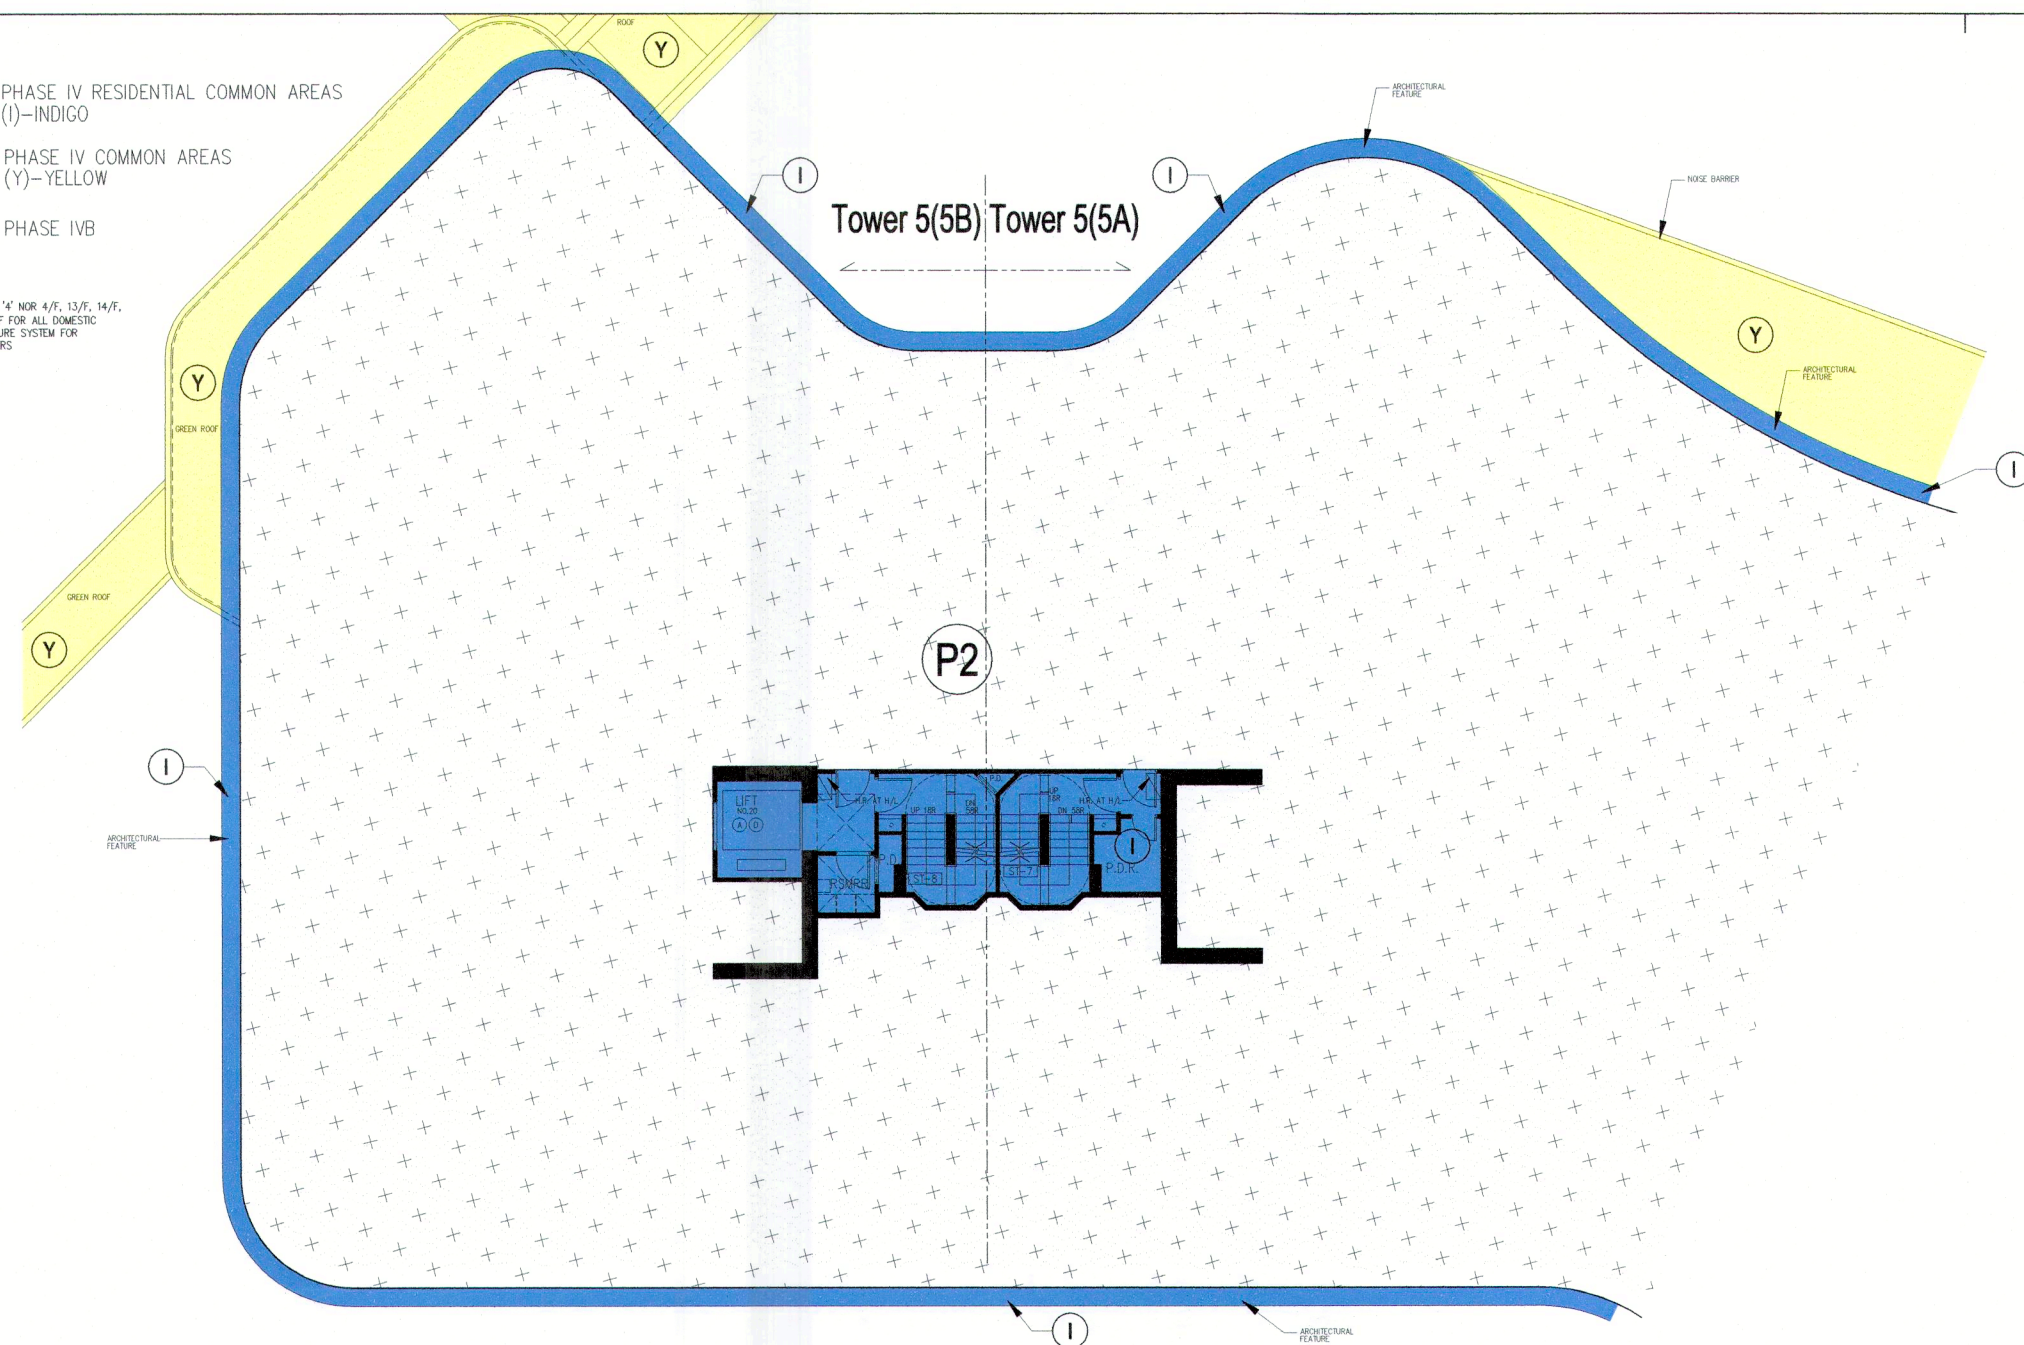 ROOF
Y
PHASE IV RESIDENTIAL COMMON AREAS
(I)-INDIGO
ARCHITECTURAL
FEATURE
PHASE IV COMMON AREAS
(Y)-YELLOW
I
I
NOISE BARRIER
PHASE IVB
Tower 5(5B) Tower 5(5A)
'4' NOR 4/F, 13/F, 14/F,
F FOR ALL DOMESTIC
URE SYSTEM FOR
RS
Y
Y
ARCHITECTURAL
FEATURE
GREEN ROOF
I
GREEN ROOF
Y
P2
I
ARCHITECTURAL
FEATURE
P.D.
LIFT
NO.20
A D
H.R. AT H/L
UP 18R
DN
58R
UP
18R
DN 58R
H.R. AT H/L
I
P.D.
RSMRR
ST-8
ST-7
P.D.R.
I
ARCHITECTURAL
FEATURE